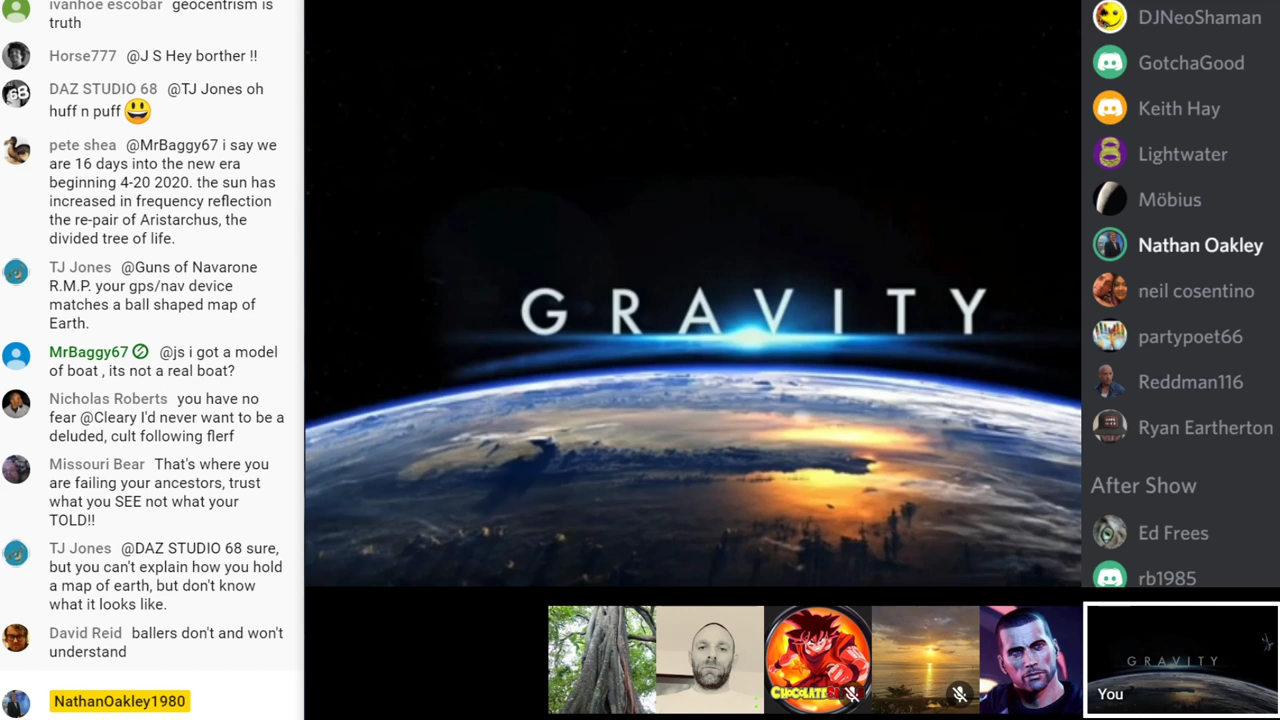 ivanhoe escobar geocentrism is
truth
Horse777 @J S Hey borther !!
DAZ STUDIO 68 @TJ Jones oh
huff n puff 😃
pete shea @MrBaggy67 i say we
are 16 days into the new era
beginning 4-20 2020. the sun has
increased in frequency reflection
the re-pair of Aristarchus, the
divided tree of life.
TJ Jones @Guns of Navarone
R.M.P. your gps/nav device
matches a ball shaped map of
Earth.
MrBaggy67 @js i got a model
of boat , its not a real boat?
Nicholas Roberts you have no
fear @Cleary I'd never want to be a
deluded, cult following flerf
Missouri Bear That's where you
are failing your ancestors, trust
what you SEE not what your
TOLD!!
TJ Jones @DAZ STUDIO 68 sure,
but you can't explain how you hold
a map of earth, but don't know
what it looks like.
David Reid ballers don't and won't
understand
NathanOakley1980
68
GRAVITY
DJNeoShaman
GotchaGood
Keith Hay
Lightwater
Möbius
Nathan Oakley
neil cosentino
partypoet66
Reddman116
Ryan Eartherton
After Show
Ed Frees
rb1985
GRAVITY
You